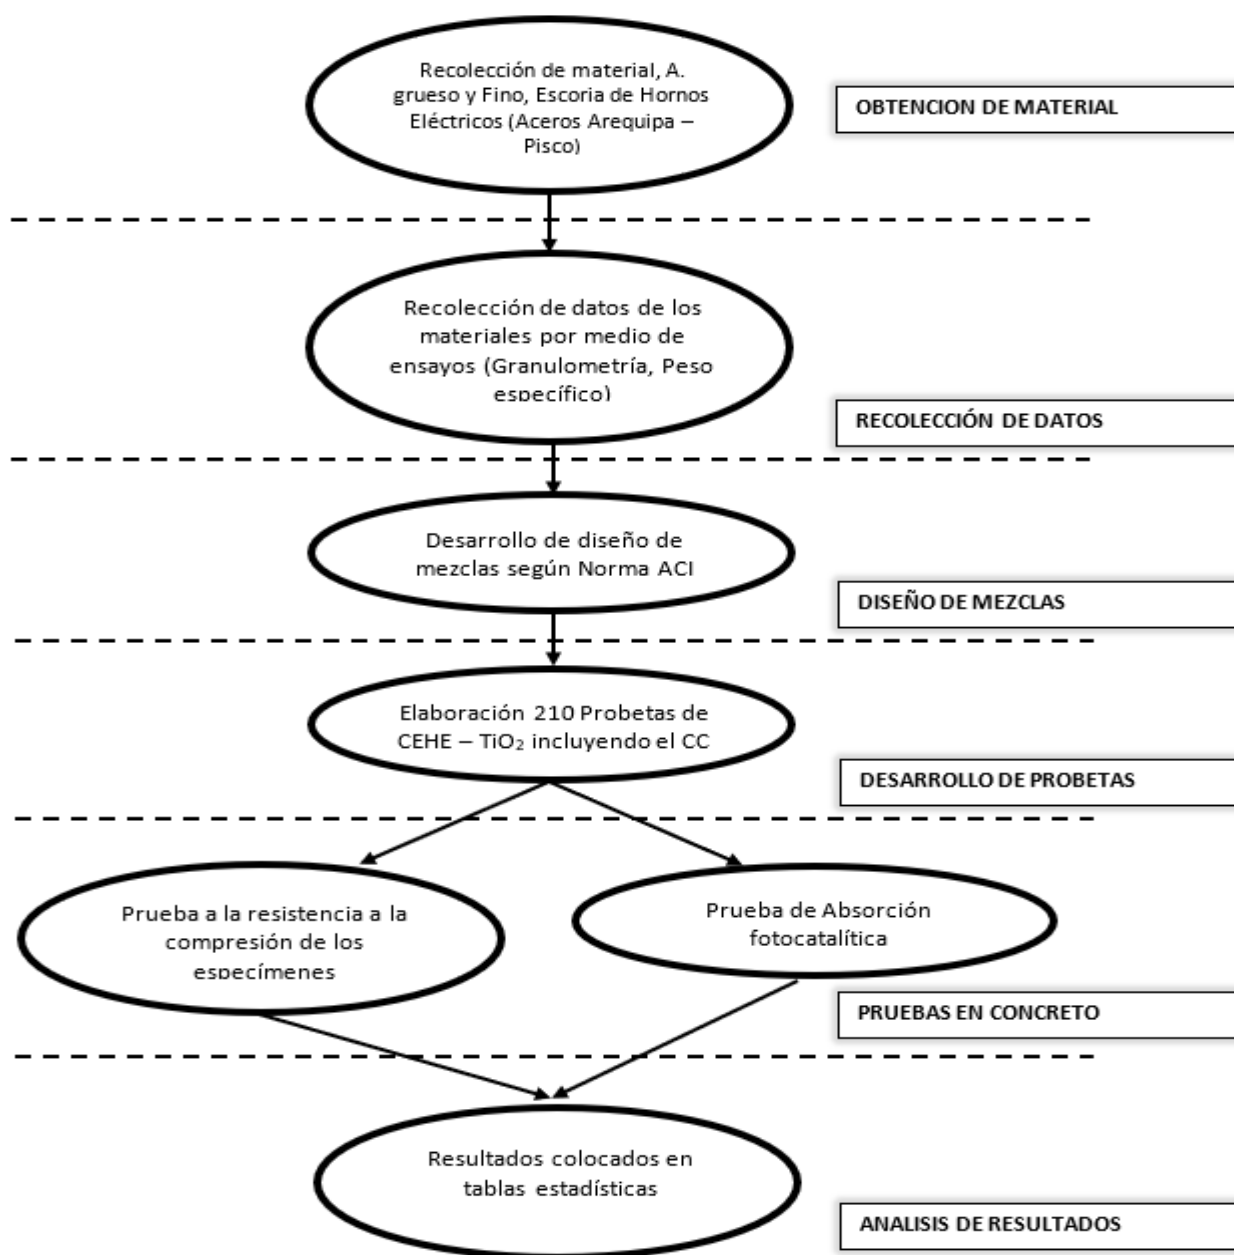 Recolección de material, A.
grueso y Fino, Escoria de Hornos
Eléctricos (Aceros Arequipa –
Pisco)
OBTENCION DE MATERIAL
Recolección de datos de los
materiales por medio de
ensayos (Granulometría, Peso
específico)
RECOLECCIÓN DE DATOS
Desarrollo de diseño de
mezclas según Norma ACI
DISEÑO DE MEZCLAS
Elaboración 210 Probetas de
CEHE – TiO₂ incluyendo el CC
DESARROLLO DE PROBETAS
Prueba a la resistencia a la
compresión de los
especímenes
Prueba de Absorción
fotocatalítica
PRUEBAS EN CONCRETO
Resultados colocados en
tablas estadísticas
ANALISIS DE RESULTADOS